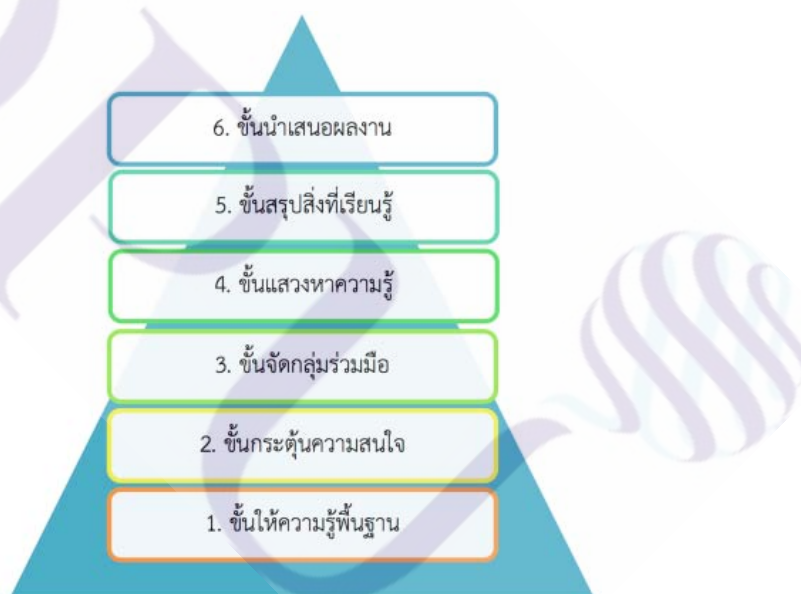 6. ขั้นนำเสนอผลงาน
5. ขั้นสรุปสิ่งที่เรียนรู้
4. ขั้นแสวงหาความรู้
3. ขั้นจัดกลุ่มร่วมมือ
2. ขั้นกระตุ้นความสนใจ
1. ขั้นให้ความรู้พื้นฐาน